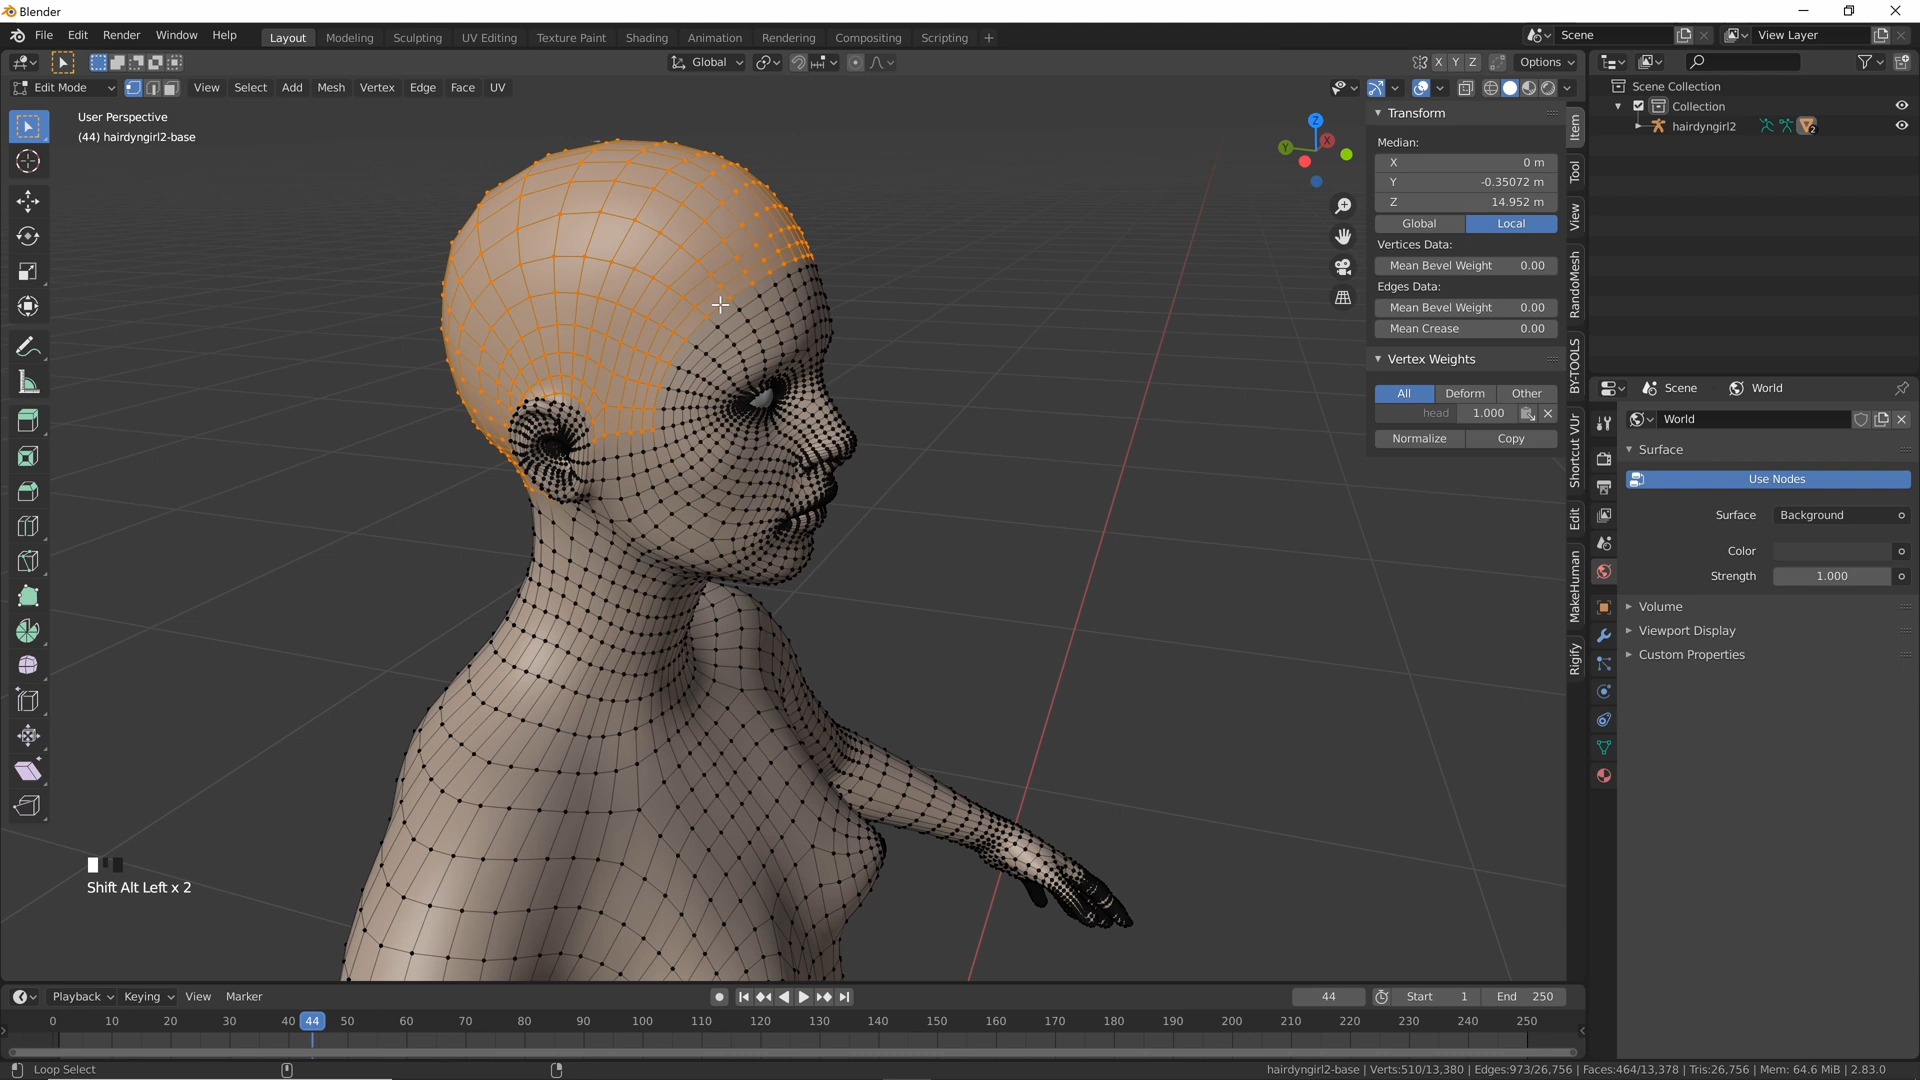 Blender
File Edit Render Window Help
Layout Modeling Sculpting UV Editing Texture Paint Shading Animation Rendering Compositing Scripting +
Scene
View Layer
Global
X Y Z
Options
Edit Mode
View Select Add Mesh Vertex Edge Face UV
User Perspective
(44) hairdyngirl2-base
Z
X
Y
Transform
Median:
X 0 m
Y -0.35072 m
Z 14.952 m
Global Local
Vertices Data:
Mean Bevel Weight 0.00
Edges Data:
Mean Bevel Weight 0.00
Mean Crease 0.00
Vertex Weights
All Deform Other
head 1.000
Normalize Copy
Item
Tool
View
RandoMesh
BY-TOOLS
Shortcut VUr
Edit
MakeHuman
Rigify
Scene Collection
Collection
hairdyngirl2
2
Scene World
World
Surface
Use Nodes
Surface Background
Color
Strength 1.000
Volume
Viewport Display
Custom Properties
Shift Alt Left x 2
Playback Keying View Marker
44
Start 1 End 250
0 10 20 30 40 44 50 60 70 80 90 100 110 120 130 140 150 160 170 180 190 200 210 220 230 240 250
Loop Select
hairdyngirl2-base | Verts:510/13,380 | Edges:973/26,756 | Faces:464/13,378 | Tris:26,756 | Mem: 64.6 MiB | 2.83.0